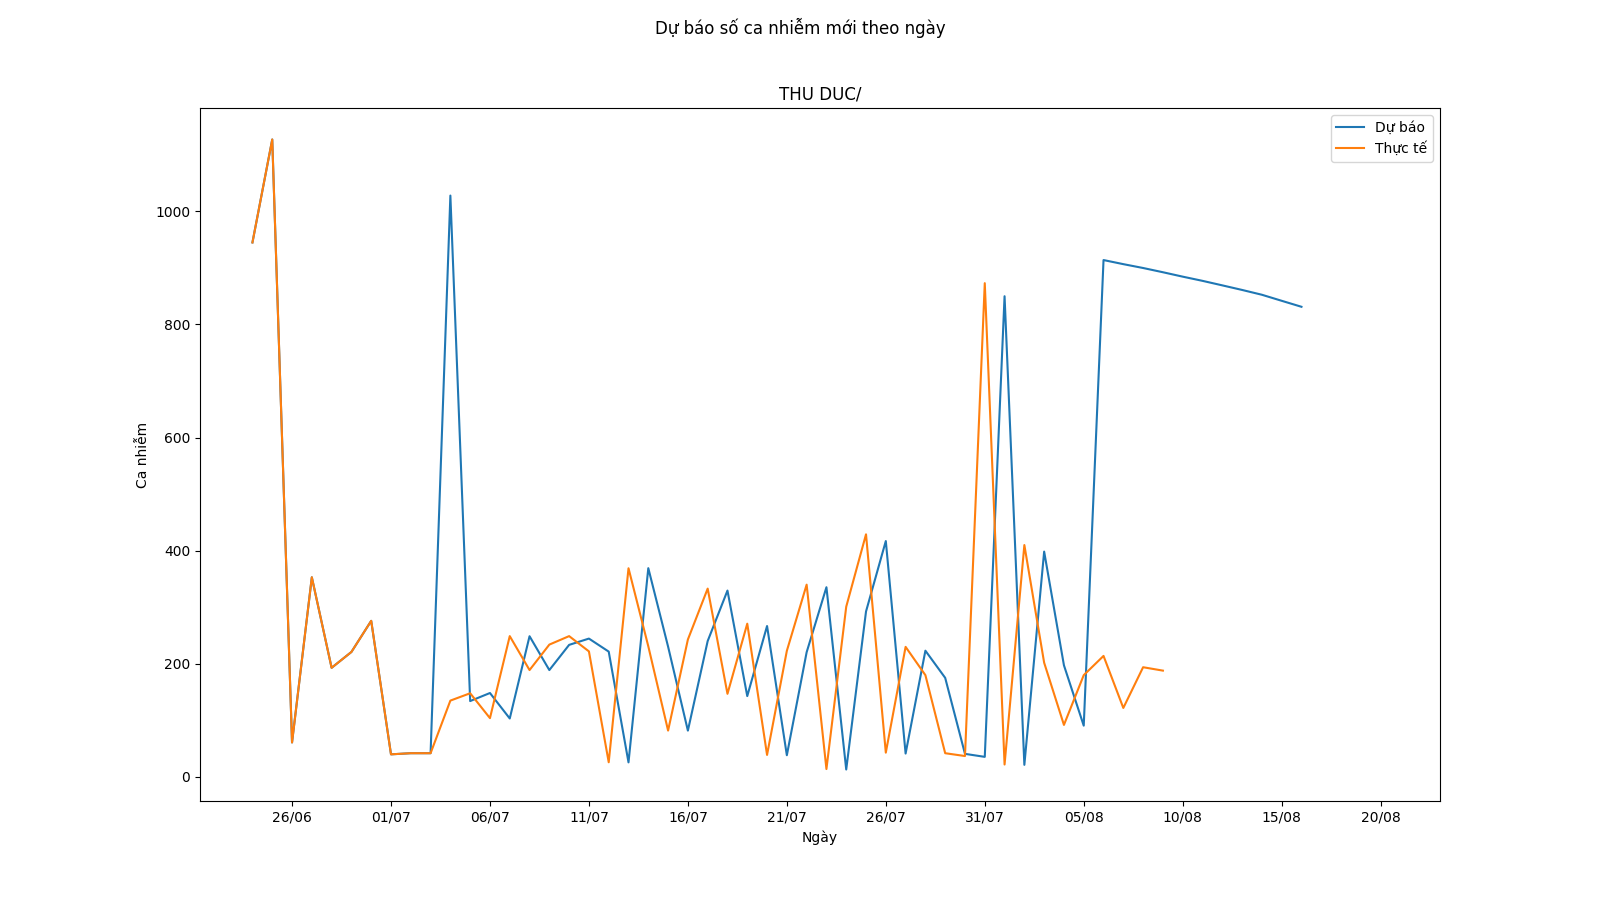 Dự báo số ca nhiễm mới theo ngày
THU DUC/
Dự báo
Thực tế
1000
800
600
400
200
0
Ca nhiễm
26/06 01/07 06/07 11/07 16/07 21/07 26/07 31/07 05/08 10/08 15/08 20/08
Ngày